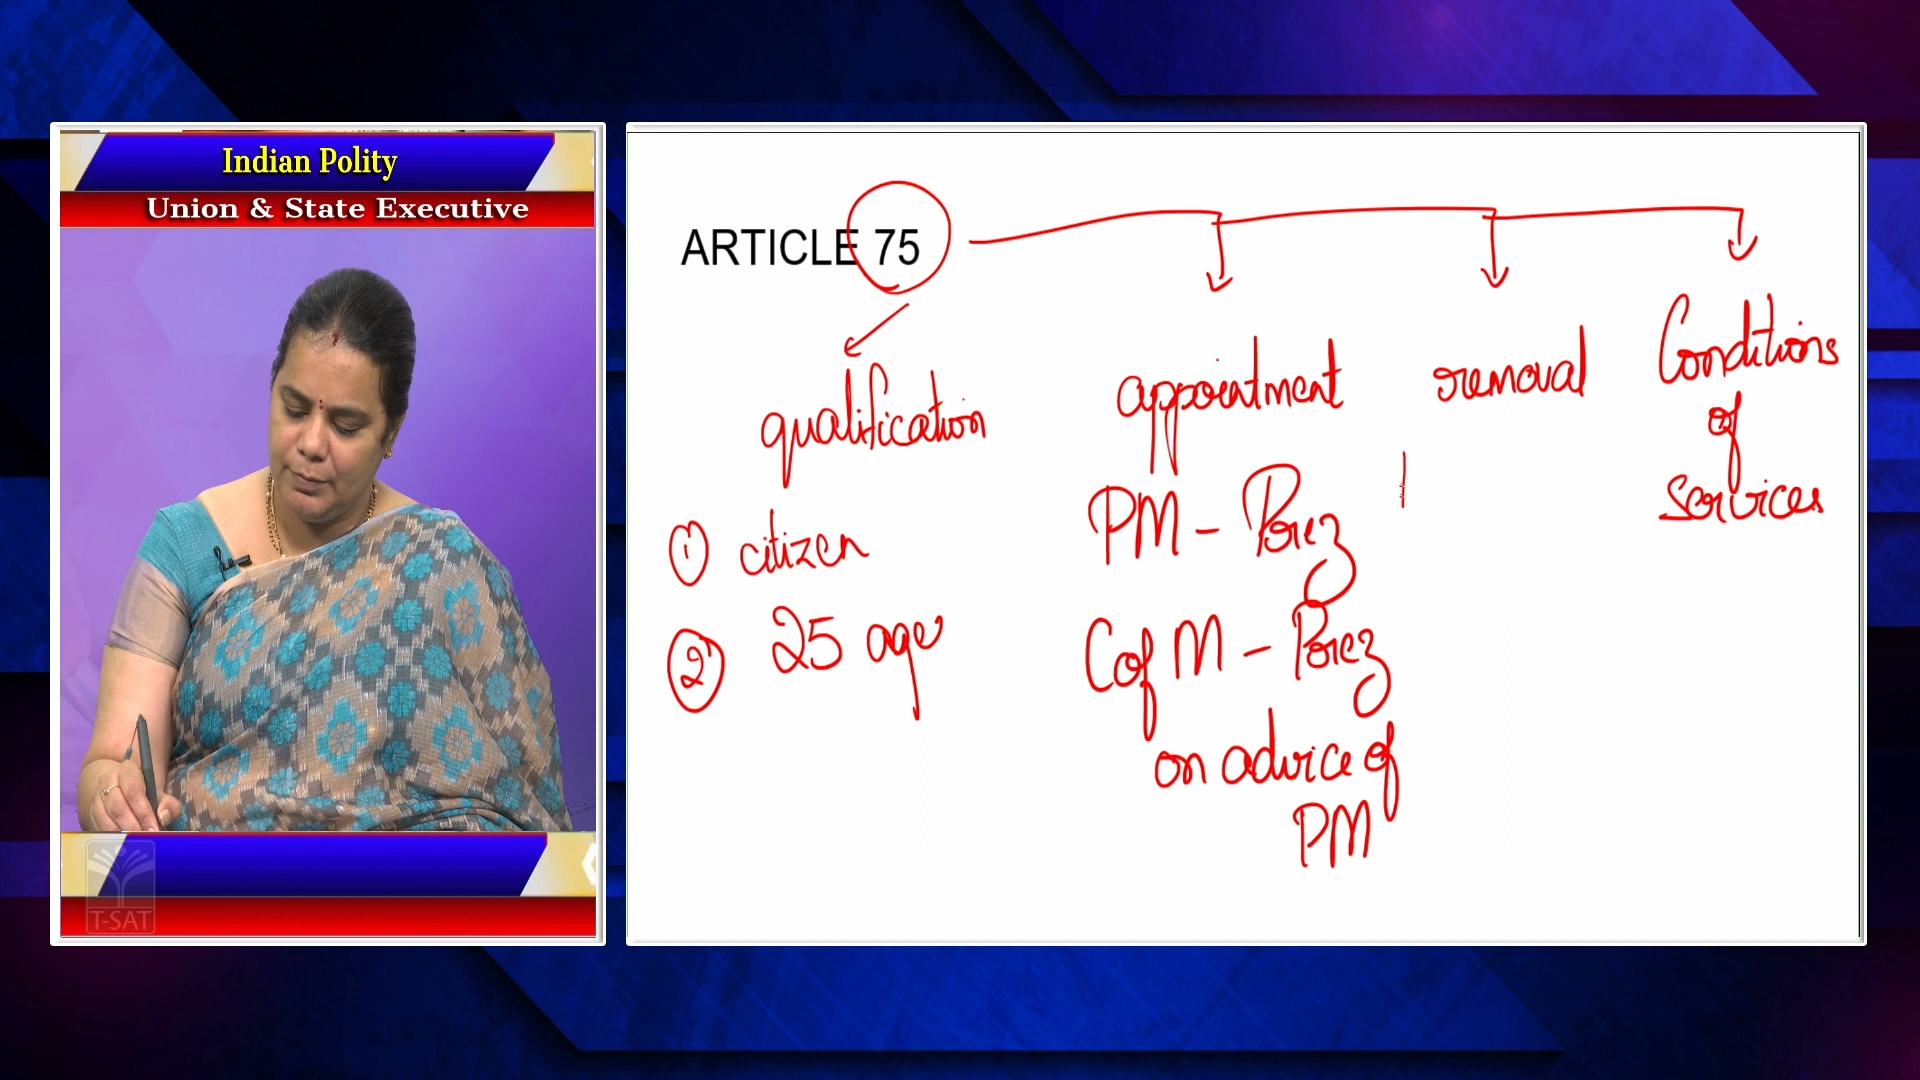 Indian Polity
Union & State Executive
T-SAT
ARTICLE 75
qualification
① citizen
② 25 age
appointment
PM - Prez
C of M - Prez
on advice of
PM
removal
Conditions
of
services